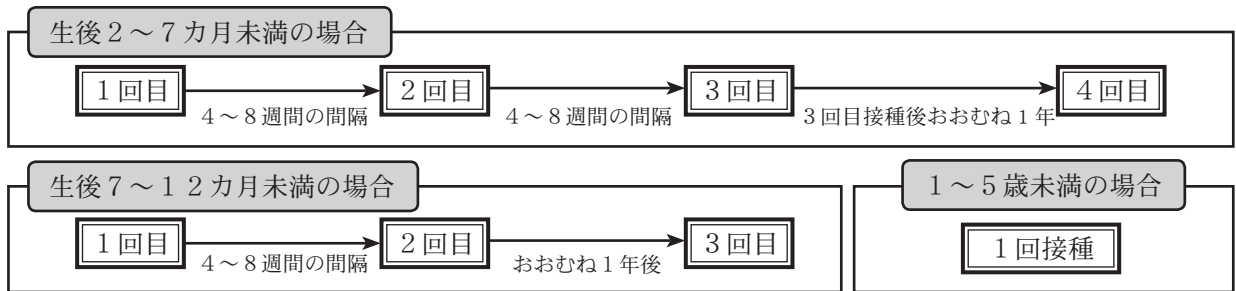 生後２～７カ月未満の場合
１回目
４～８週間の間隔
２回目
４～８週間の間隔
３回目
３回目接種後おおむね１年
４回目
生後７～１２カ月未満の場合
１回目
４～８週間の間隔
２回目
おおむね１年後
３回目
１～５歳未満の場合
１回接種